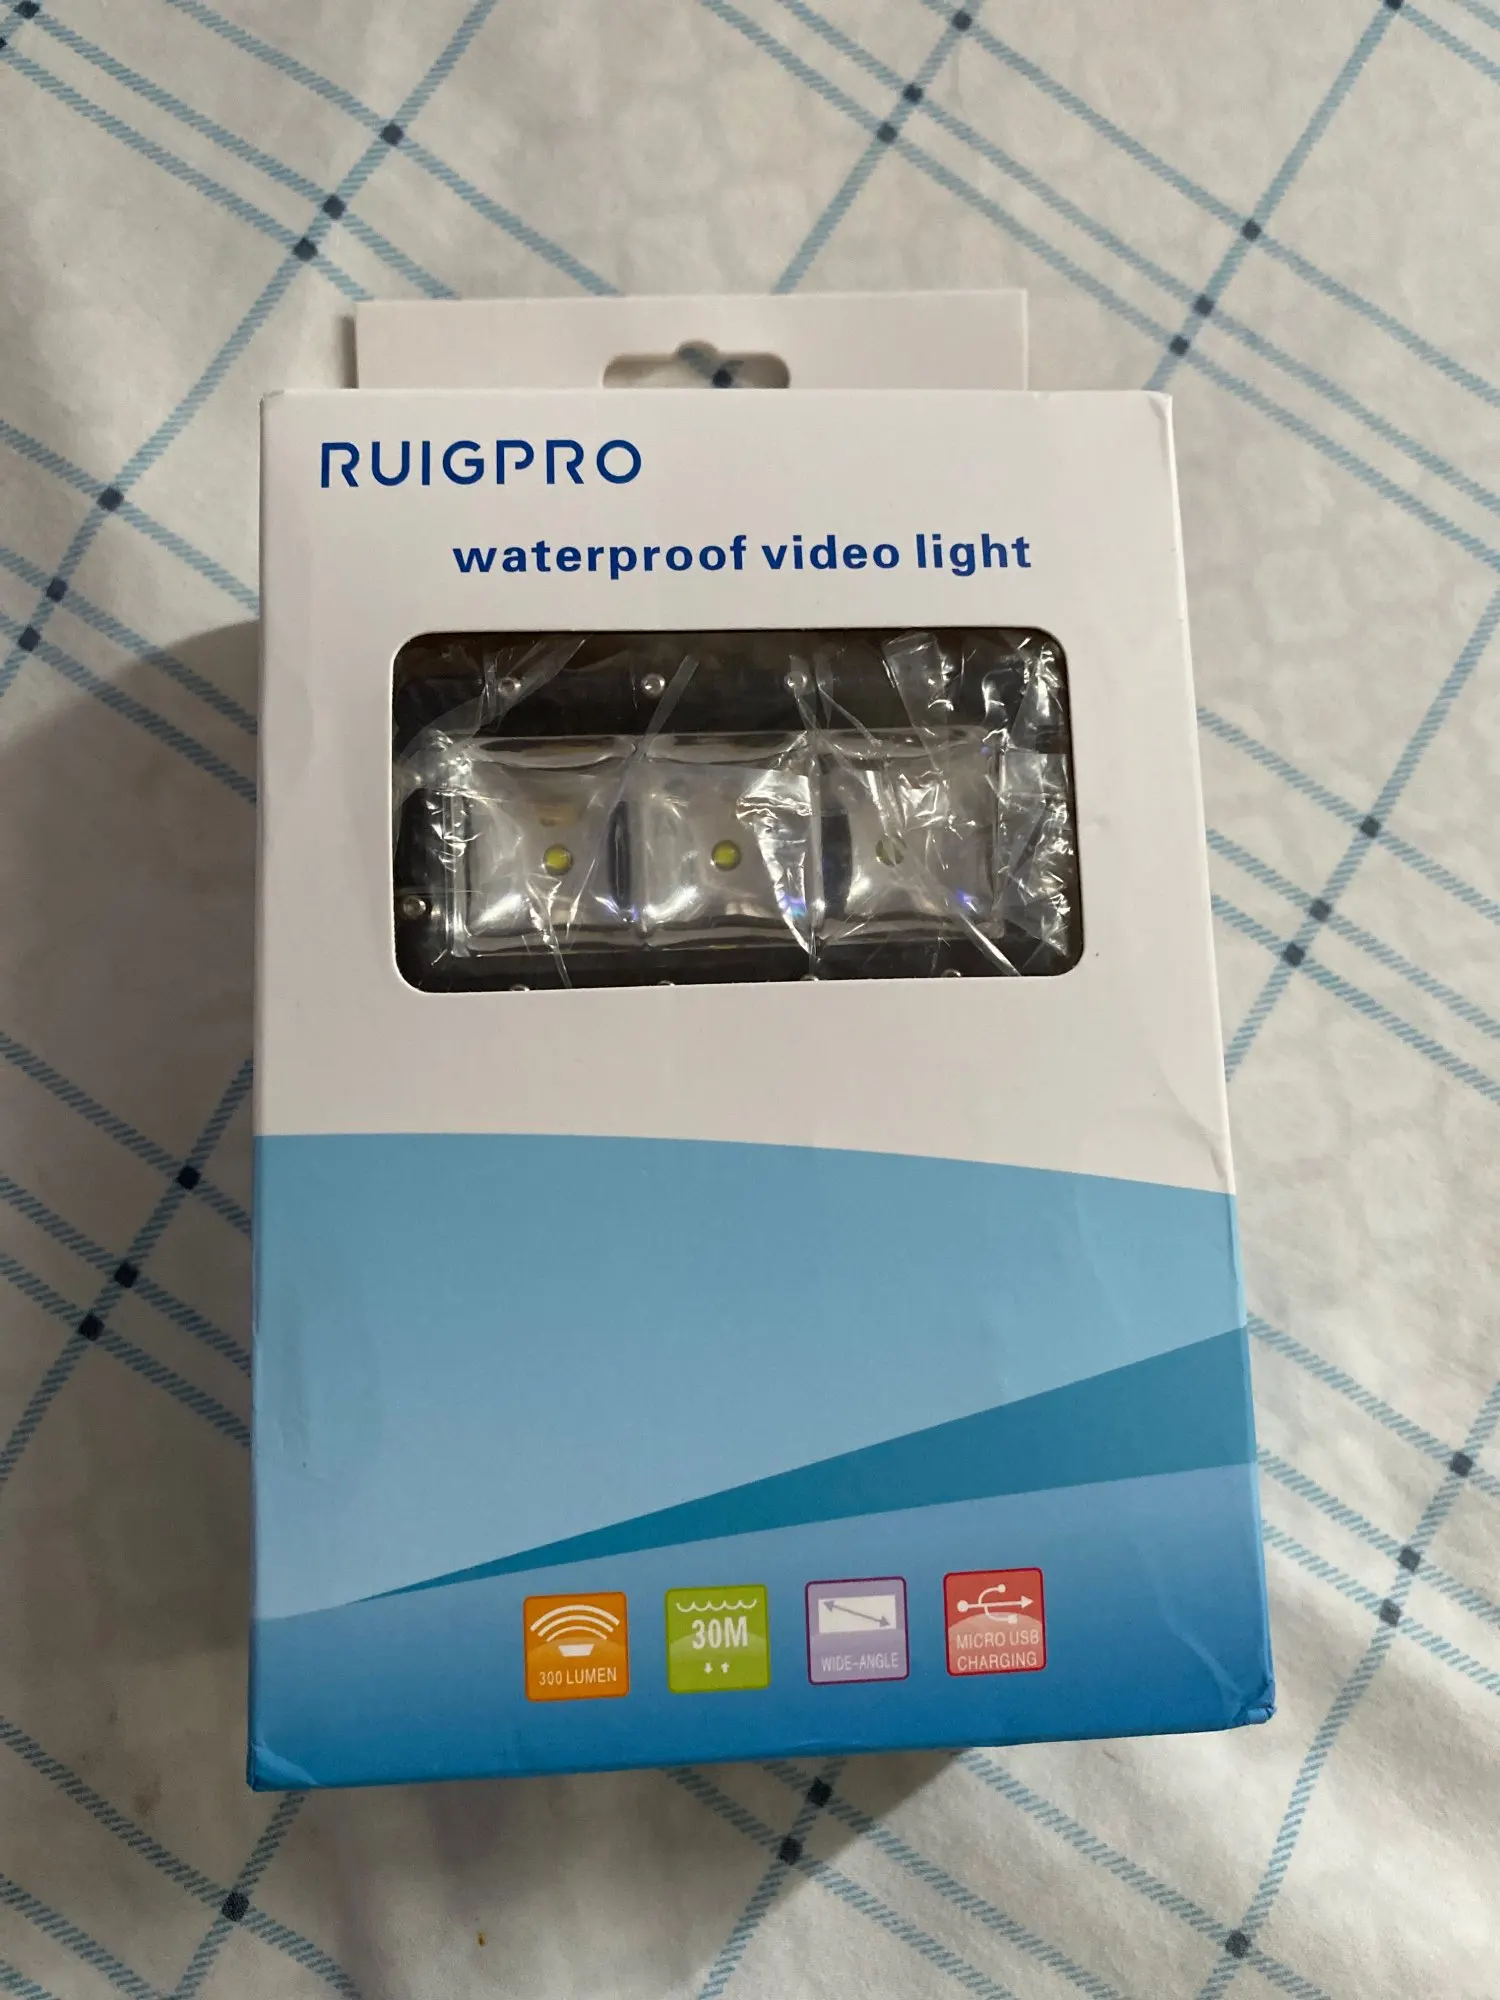 RUIGPRO
waterproof video light
300 LUMEN
30M
WIDE-ANGLE
MICRO USB
CHARGING